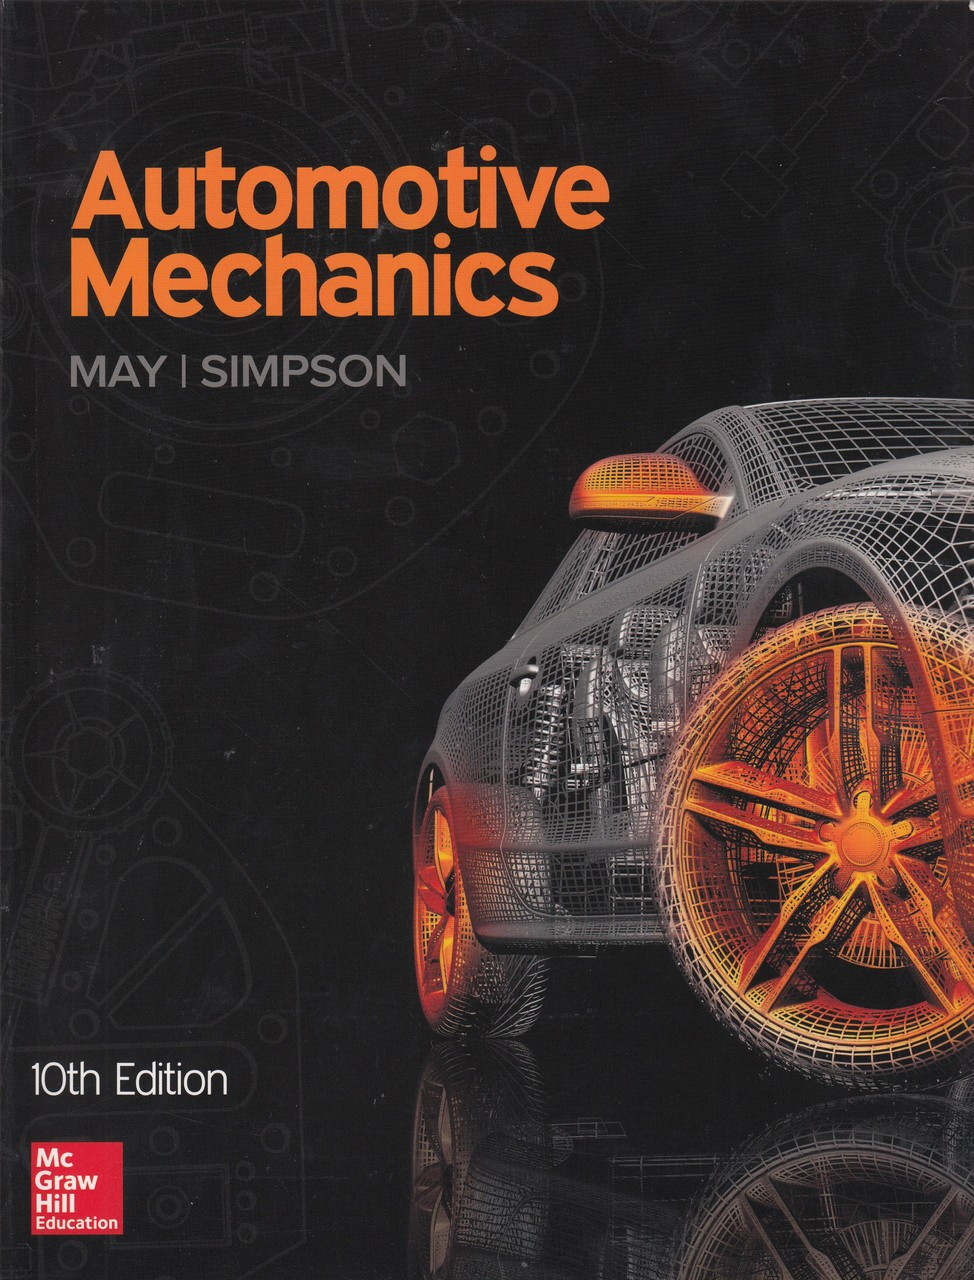 Automotive
Mechanics
MAY | SIMPSON
10th Edition
Mc
Graw
Hill
Education